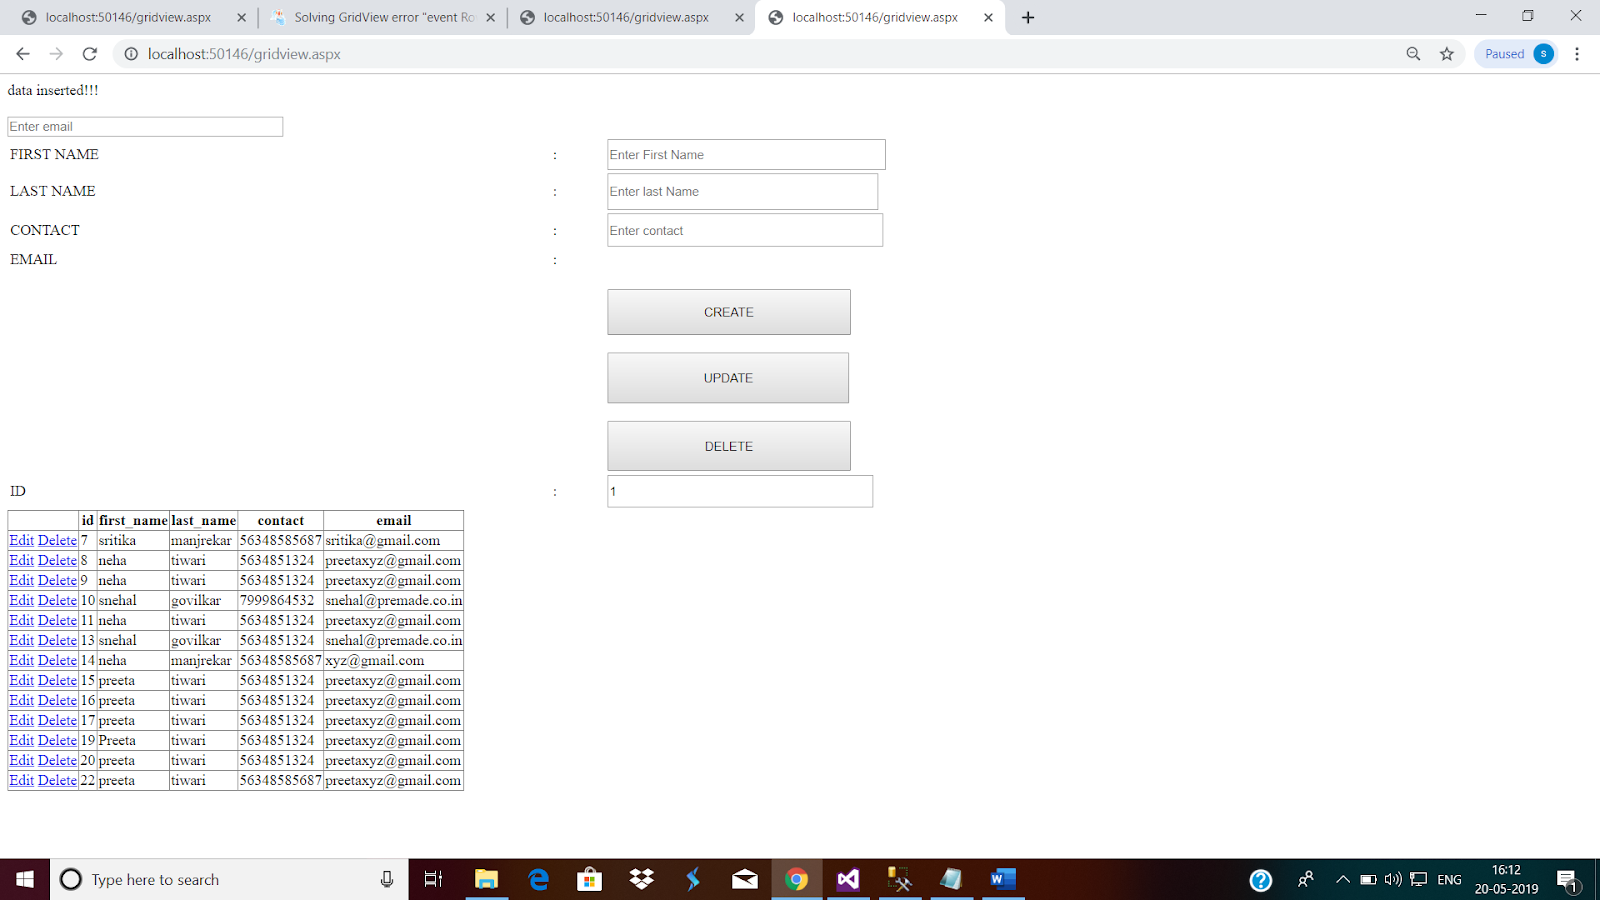 localhost:50146/gridview.aspx
Solving GridView error "event Ro
localhost:50146/gridview.aspx
localhost:50146/gridview.aspx
localhost:50146/gridview.aspx
Paused
s
data inserted!!!
Enter email
FIRST NAME : Enter First Name
LAST NAME : Enter last Name
CONTACT : Enter contact
EMAIL :
CREATE
UPDATE
DELETE
ID : 1
id first_name last_name contact email
Edit Delete 7 sritika manjrekar 56348585687 sritika@gmail.com
Edit Delete 8 neha tiwari 5634851324 preetaxyz@gmail.com
Edit Delete 9 neha tiwari 5634851324 preetaxyz@gmail.com
Edit Delete 10 snehal govilkar 7999864532 snehal@premade.co.in
Edit Delete 11 neha tiwari 5634851324 preetaxyz@gmail.com
Edit Delete 13 snehal govilkar 5634851324 snehal@premade.co.in
Edit Delete 14 neha manjrekar 56348585687 xyz@gmail.com
Edit Delete 15 preeta tiwari 5634851324 preetaxyz@gmail.com
Edit Delete 16 preeta tiwari 5634851324 preetaxyz@gmail.com
Edit Delete 17 preeta tiwari 5634851324 preetaxyz@gmail.com
Edit Delete 19 Preeta tiwari 5634851324 preetaxyz@gmail.com
Edit Delete 20 preeta tiwari 5634851324 preetaxyz@gmail.com
Edit Delete 22 preeta tiwari 56348585687 preetaxyz@gmail.com
Type here to search
ENG
16:12
20-05-2019
1